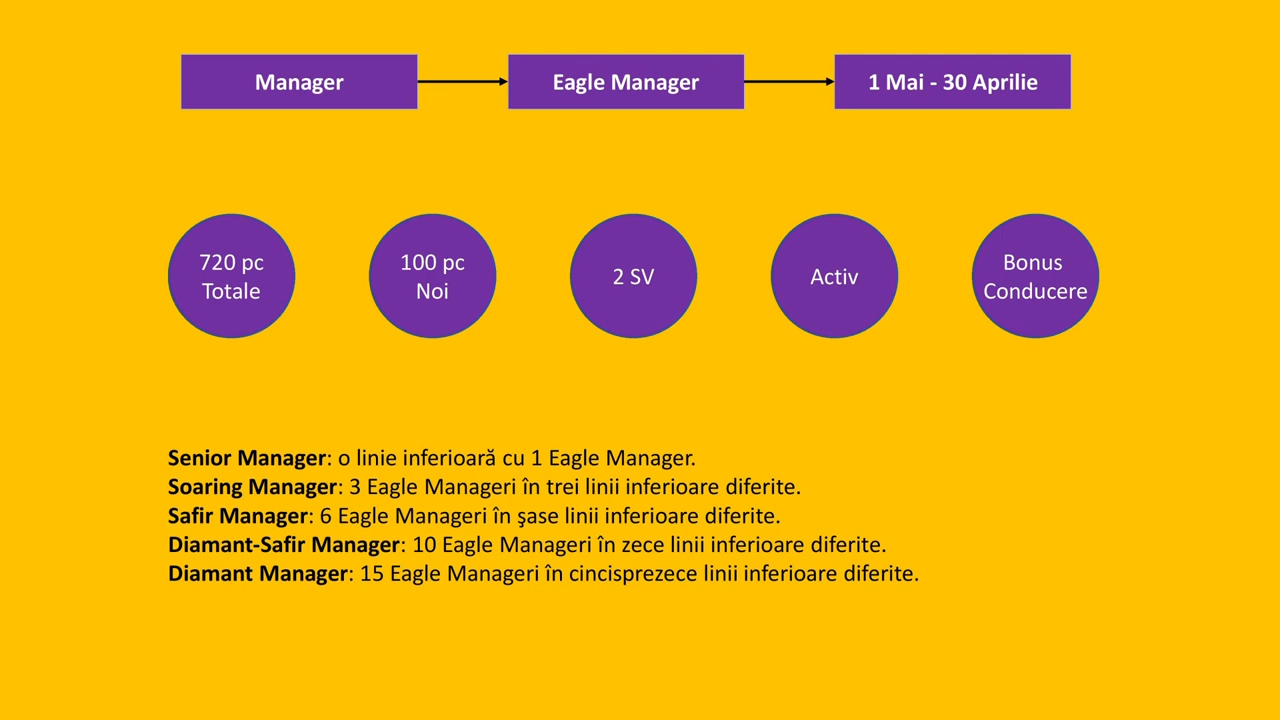 Manager
Eagle Manager
1 Mai - 30 Aprilie
720 pc
Totale
100 pc
Noi
2 SV
Activ
Bonus
Conducere
Senior Manager: o linie inferioară cu 1 Eagle Manager.
Soaring Manager: 3 Eagle Manageri în trei linii inferioare diferite.
Safir Manager: 6 Eagle Manageri în şase linii inferioare diferite.
Diamant-Safir Manager: 10 Eagle Manageri în zece linii inferioare diferite.
Diamant Manager: 15 Eagle Manageri în cincisprezece linii inferioare diferite.